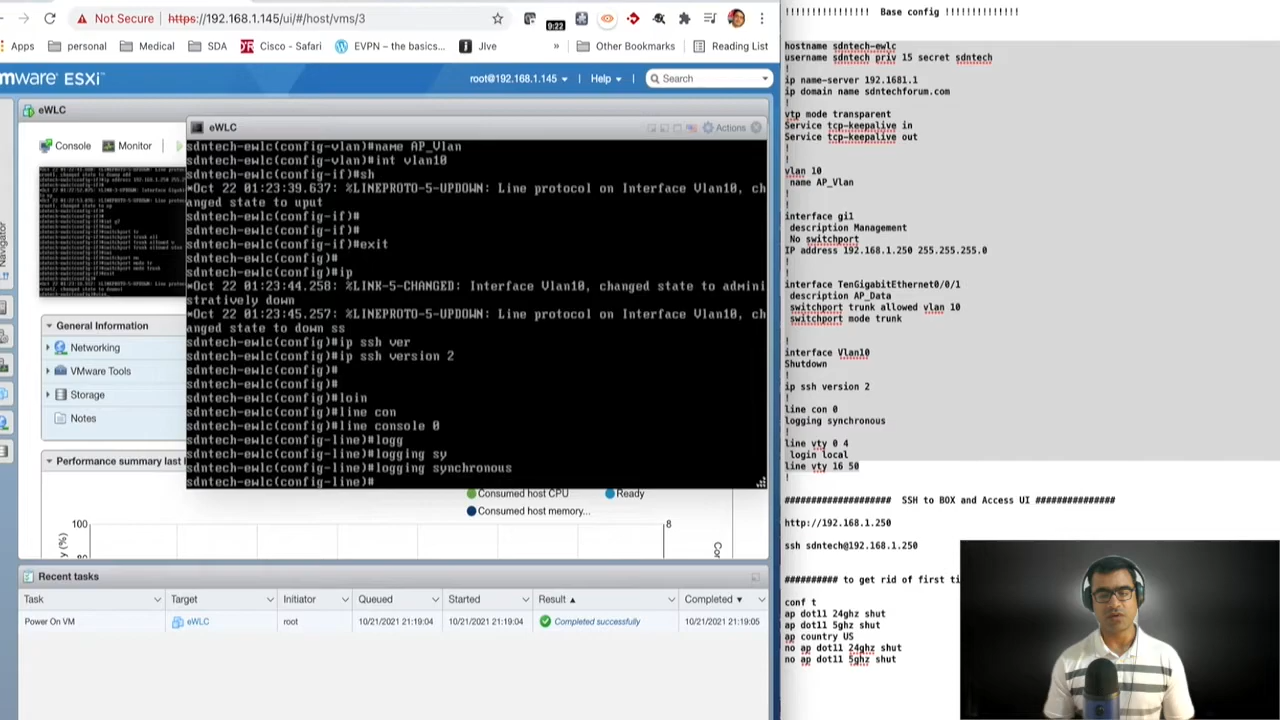 Not Secure
https://192.168.1.145/ui/#/host/vms/3
9:22
Apps
personal
Medical
SDA
Cisco - Safari
EVPN – the basics...
JIve
»
Other Bookmarks
Reading List
mware® ESXi™
root@192.168.1.145
Help
Search
eWLC
Console
Monitor
Navigator
General Information
Networking
VMware Tools
Storage
Notes
Performance summary last
eWLC
Actions
sdntech-ewlc(config-vlan)#name AP_Vlan
sdntech-ewlc(config-vlan)#int vlan10
sdntech-ewlc(config-if)#sh
*Oct 22 01:23:39.637: %LINEPROTO-5-UPDOWN: Line protocol on Interface Vlan10, ch
anged state to uput
sdntech-ewlc(config-if)#
sdntech-ewlc(config-if)#
sdntech-ewlc(config-if)#exit
sdntech-ewlc(config)#
sdntech-ewlc(config)#ip
*Oct 22 01:23:44.258: %LINK-5-CHANGED: Interface Vlan10, changed state to admini
stratively down
*Oct 22 01:23:45.257: %LINEPROTO-5-UPDOWN: Line protocol on Interface Vlan10, ch
anged state to down ss
sdntech-ewlc(config)#ip ssh ver
sdntech-ewlc(config)#ip ssh version 2
sdntech-ewlc(config)#
sdntech-ewlc(config)#
sdntech-ewlc(config)#loin
sdntech-ewlc(config)#line con
sdntech-ewlc(config)#line console 0
sdntech-ewlc(config-line)#logg
sdntech-ewlc(config-line)#logging sy
sdntech-ewlc(config-line)#logging synchronous
sdntech-ewlc(config-line)#
Consumed host CPU
Ready
Consumed host memory...
100
8
(%)
80
Co
Recent tasks
Task
Target
Initiator
Queued
Started
Result ▲
Completed ▼
Power On VM
eWLC
root
10/21/2021 21:19:04
10/21/2021 21:19:04
Completed successfully
10/21/2021 21:19:05
!!!!!!!!!!!!!!!! Base config !!!!!!!!!!!!!!
hostname sdntech-ewlc
username sdntech priv 15 secret sdntech
!
ip name-server 192.1681.1
ip domain name sdntechforum.com
!
vtp mode transparent
Service tcp-keepalive in
Service tcp-keepalive out
!
!
vlan 10
name AP_Vlan
!
!
interface gi1
description Management
No switchport
IP address 192.168.1.250 255.255.255.0
!
!
interface TenGigabitEthernet0/0/1
description AP_Data
switchport trunk allowed vlan 10
switchport mode trunk
!
interface Vlan10
Shutdown
!
ip ssh version 2
!
line con 0
logging synchronous
!
line vty 0 4
login local
line vty 16 50
!
################### SSH to BOX and Access UI ##############
http://192.168.1.250
ssh sdntech@192.168.1.250
########## to get rid of first ti
conf t
ap dot11 24ghz shut
ap dot11 5ghz shut
ap country US
no ap dot11 24ghz shut
no ap dot11 5ghz shut